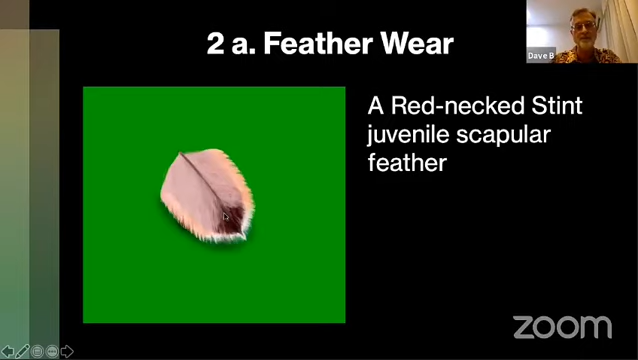 2 a. Feather Wear
Dave B
A Red-necked Stint
juvenile scapular
feather
zoom